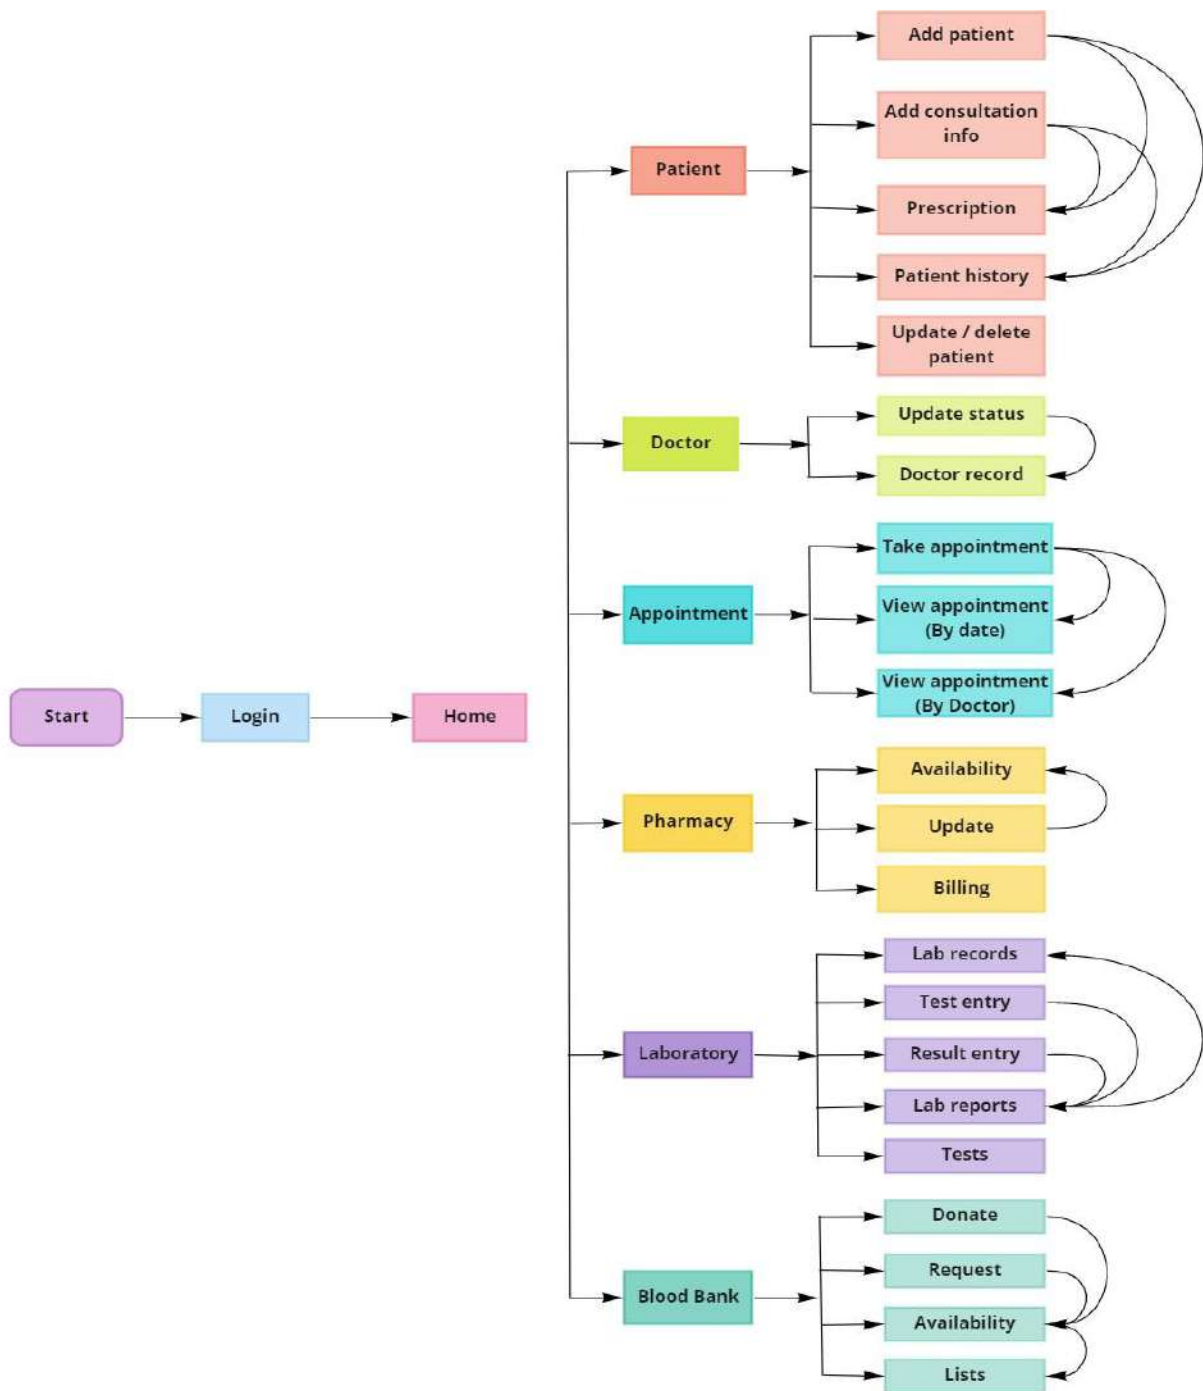 Start
Login
Home
Patient
Add patient
Add consultation
info
Prescription
Patient history
Update / delete
patient
Doctor
Update status
Doctor record
Appointment
Take appointment
View appointment
(By date)
View appointment
(By Doctor)
Pharmacy
Availability
Update
Billing
Laboratory
Lab records
Test entry
Result entry
Lab reports
Tests
Blood Bank
Donate
Request
Availability
Lists